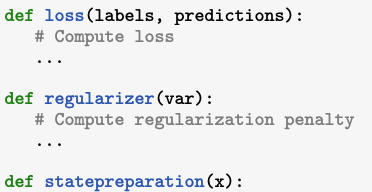 def loss(labels, predictions):
    # Compute loss
    ...
def regularizer(var):
    # Compute regularization penalty
    ...
def statepreparation(x):